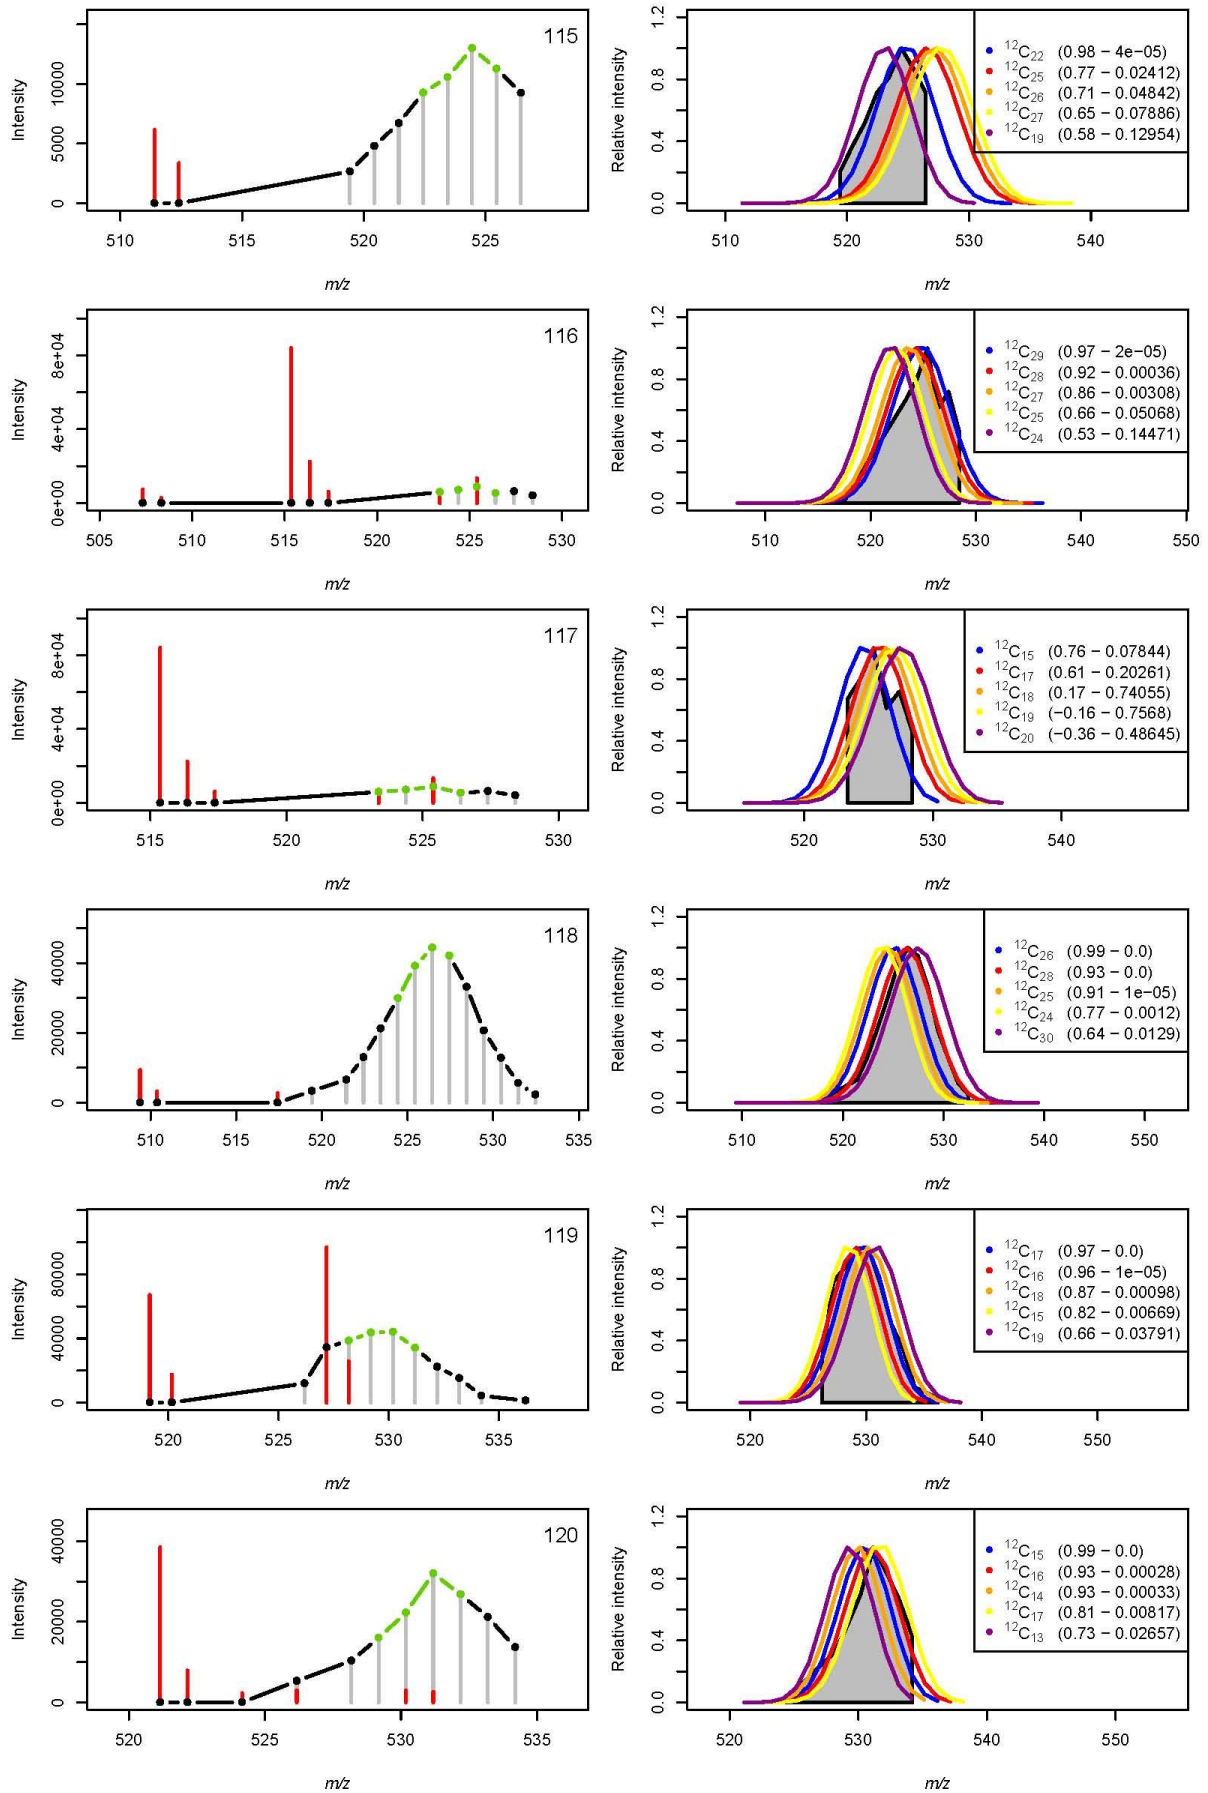 115
Intensity
0 5000 10000
510 515 520 525
m/z
Relative intensity
0.0 0.4 0.8 1.2
510 520 530 540
m/z
¹²C₂₂ (0.98 − 4e−05)
¹²C₂₅ (0.77 − 0.02412)
¹²C₂₆ (0.71 − 0.04842)
¹²C₂₇ (0.65 − 0.07886)
¹²C₁₉ (0.58 − 0.12954)
116
Intensity
0e+00 4e+04 8e+04
505 510 515 520 525 530
m/z
Relative intensity
0.0 0.4 0.8 1.2
510 520 530 540 550
m/z
¹²C₂₉ (0.97 − 2e−05)
¹²C₂₈ (0.92 − 0.00036)
¹²C₂₇ (0.86 − 0.00308)
¹²C₂₅ (0.66 − 0.05068)
¹²C₂₄ (0.53 − 0.14471)
117
Intensity
0e+00 4e+04 8e+04
515 520 525 530
m/z
Relative intensity
0.0 0.4 0.8 1.2
520 530 540
m/z
¹²C₁₅ (0.76 − 0.07844)
¹²C₁₇ (0.61 − 0.20261)
¹²C₁₈ (0.17 − 0.74055)
¹²C₁₉ (−0.16 − 0.7568)
¹²C₂₀ (−0.36 − 0.48645)
118
Intensity
0 20000 40000
510 515 520 525 530 535
m/z
Relative intensity
0.0 0.4 0.8 1.2
510 520 530 540 550
m/z
¹²C₂₆ (0.99 − 0.0)
¹²C₂₈ (0.93 − 0.0)
¹²C₂₅ (0.91 − 1e−05)
¹²C₂₄ (0.77 − 0.0012)
¹²C₃₀ (0.64 − 0.0129)
119
Intensity
0 40000 80000
520 525 530 535
m/z
Relative intensity
0.0 0.4 0.8 1.2
520 530 540 550
m/z
¹²C₁₇ (0.97 − 0.0)
¹²C₁₆ (0.96 − 1e−05)
¹²C₁₈ (0.87 − 0.00098)
¹²C₁₅ (0.82 − 0.00669)
¹²C₁₉ (0.66 − 0.03791)
120
Intensity
0 20000 40000
520 525 530 535
m/z
Relative intensity
0.0 0.4 0.8 1.2
520 530 540 550
m/z
¹²C₁₅ (0.99 − 0.0)
¹²C₁₆ (0.93 − 0.00028)
¹²C₁₄ (0.93 − 0.00033)
¹²C₁₇ (0.81 − 0.00817)
¹²C₁₃ (0.73 − 0.02657)